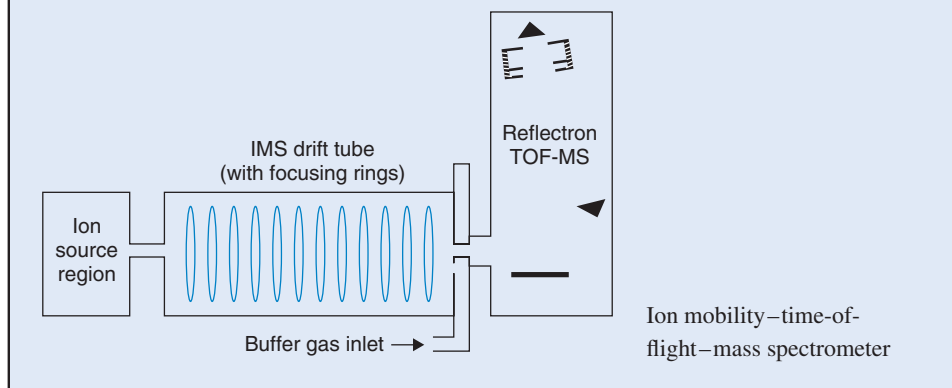 Reflectron
TOF-MS
IMS drift tube
(with focusing rings)
Ion
source
region
Buffer gas inlet
Ion mobility–time-of-
flight–mass spectrometer